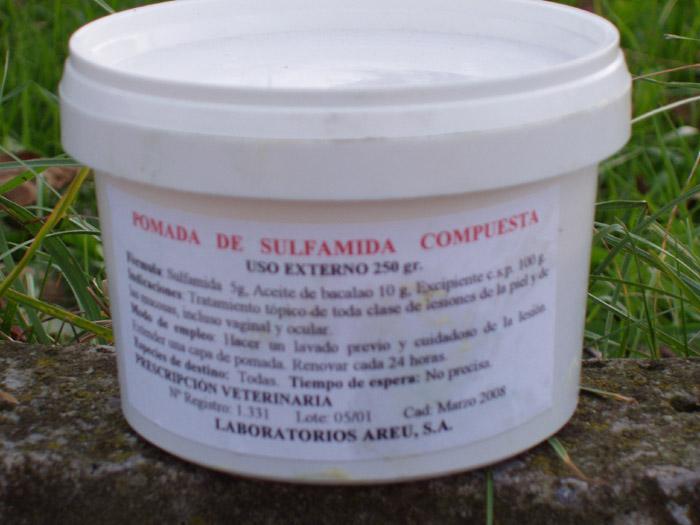 POMADA DE SULFAMIDA COMPUESTA
USO EXTERNO 250 gr.
Formula: Sulfamida 5g, Aceite de bacalao 10 g, Excipiente c.s.p. 100 g.
Indicaciones: Tratamiento tópico de toda clase de lesiones de la piel y de
las mucosas, incluso vaginal y ocular.
Modo de empleo: Hacer un lavado previo y cuidadoso de la lesión.
Extender una capa de pomada. Renovar cada 24 horas.
Especies de destino: Todas. Tiempo de espera: No precisa.
PRESCRIPCIÓN VETERINARIA
Nº Registro: 1.331 Lote: 05/01 Cad: Marzo 2008
LABORATORIOS AREU, S.A.